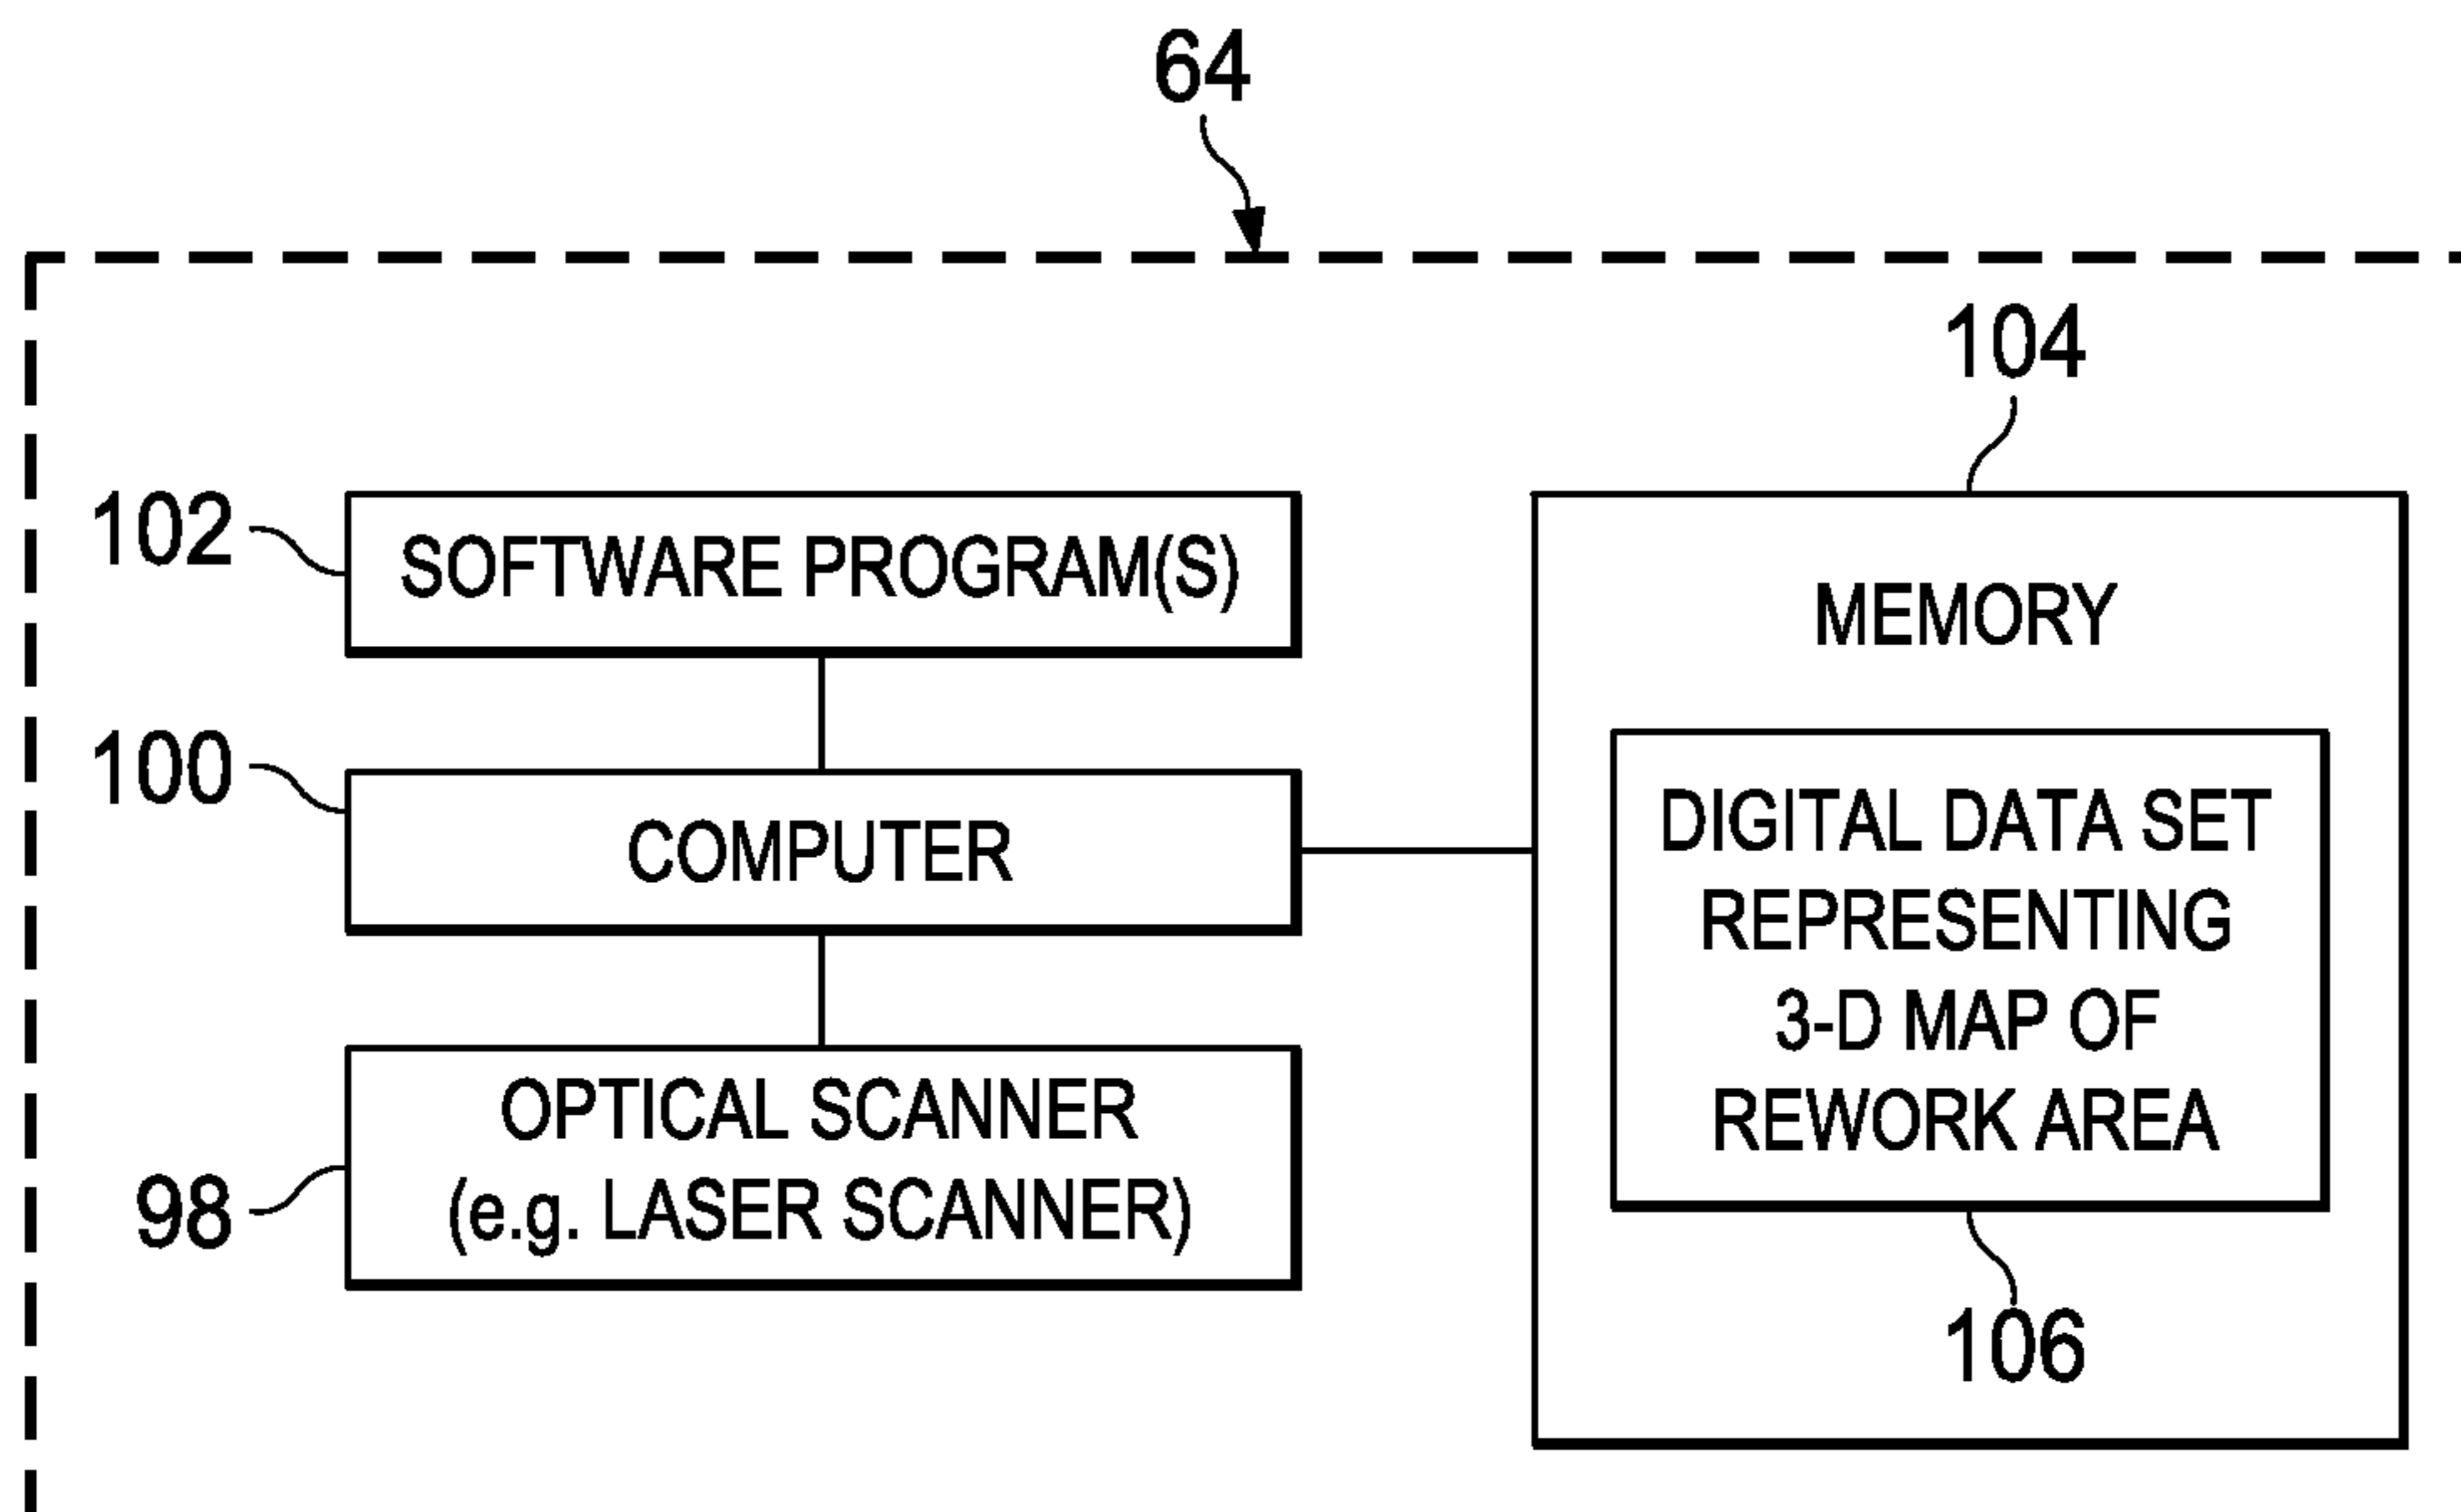 64
104
102
SOFTWARE PROGRAM(S)
MEMORY
100
COMPUTER
DIGITAL DATA SET
REPRESENTING
3-D MAP OF
REWORK AREA
OPTICAL SCANNER
(e.g. LASER SCANNER)
98
106